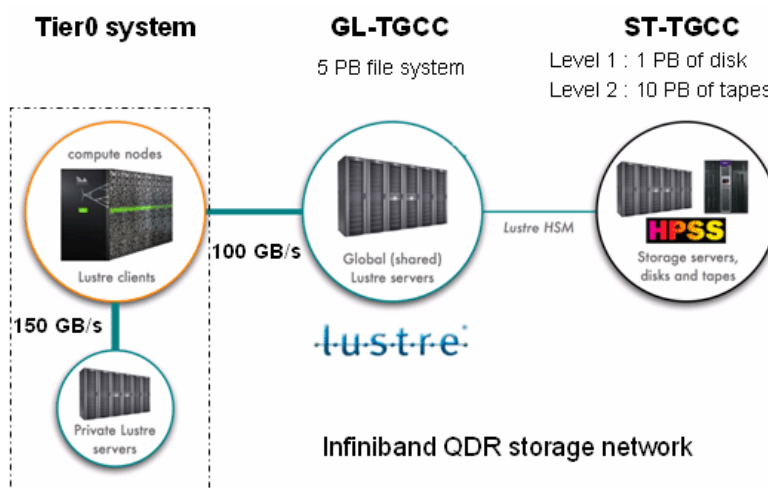 Tier0 system
GL-TGCC
5 PB file system
ST-TGCC
Level 1 : 1 PB of disk
Level 2 : 10 PB of tapes
compute nodes
Lustre clients
100 GB/s
Global (shared)
Lustre servers
Lustre HSM
HPSS
Storage servers,
disks and tapes
150 GB/s
Private Lustre
servers
lustre
Infiniband QDR storage network